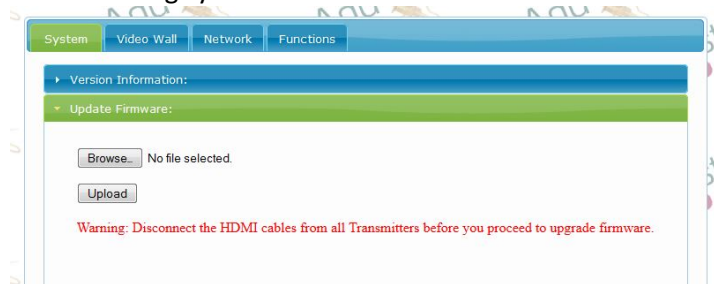 System Video Wall Network Functions
Version Information:
Update Firmware:
Browse_ No file selected.
Upload
Warning: Disconnect the HDMI cables from all Transmitters before you proceed to upgrade firmware.